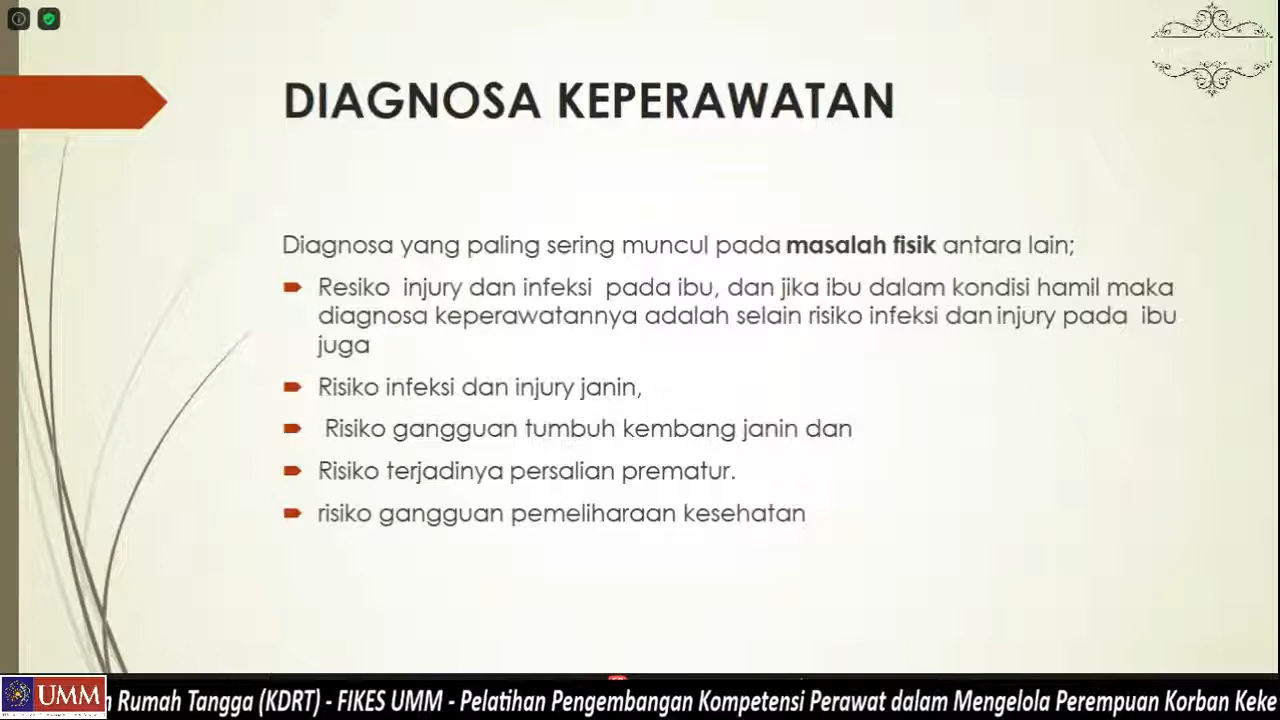 DIAGNOSA KEPERAWATAN
Diagnosa yang paling sering muncul pada masalah fisik antara lain;
Resiko injury dan infeksi pada ibu, dan jika ibu dalam kondisi hamil maka
diagnosa keperawatannya adalah selain risiko infeksi dan injury pada ibu
juga
Risiko infeksi dan injury janin,
Risiko gangguan tumbuh kembang janin dan
Risiko terjadinya persalian prematur.
risiko gangguan pemeliharaan kesehatan
UMM
n Rumah Tangga (KDRT) - FIKES UMM - Pelatihan Pengembangan Kompetensi Perawat dalam Mengelola Perempuan Korban Keke